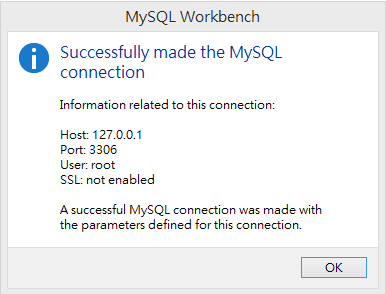 MySQL Workbench
Successfully made the MySQL
connection
Information related to this connection:
Host: 127.0.0.1
Port: 3306
User: root
SSL: not enabled
A successful MySQL connection was made with
the parameters defined for this connection.
OK